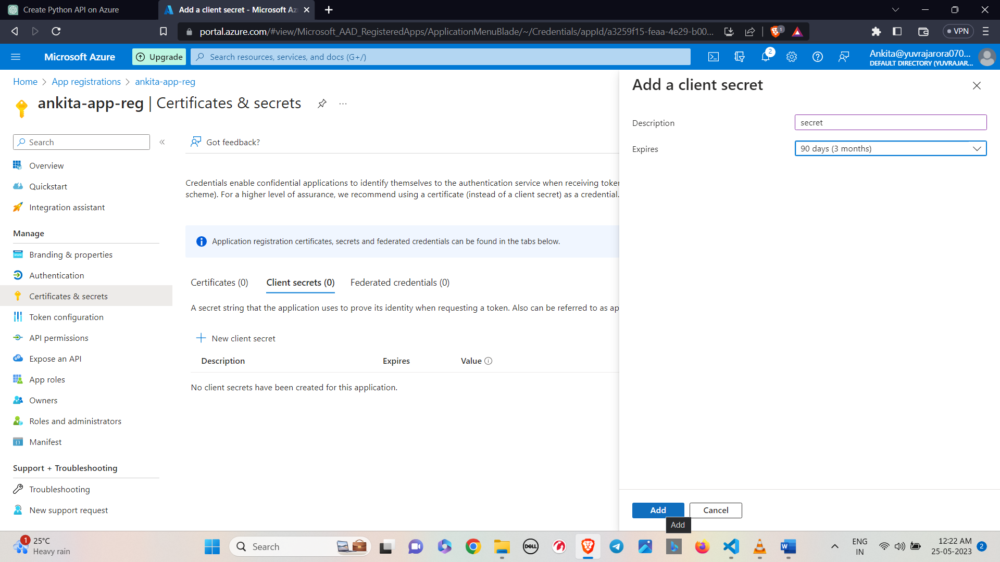 Create Python API on Azure
Add a client secret - Microsoft Az
portal.azure.com/#view/Microsoft_AAD_RegisteredApps/ApplicationMenuBlade/~/Credentials/appId/a3259f15-feaa-4e29-b00...
1
VPN
Microsoft Azure
Upgrade
Search resources, services, and docs (G+/)
2
Ankita@yuvrajarora070...
DEFAULT DIRECTORY (YUVRAJAR...
Home > App registrations > ankita-app-reg
ankita-app-reg | Certificates & secrets
...
Search
«
Got feedback?
Overview
Quickstart
Integration assistant
Manage
Branding & properties
Authentication
Certificates & secrets
Token configuration
API permissions
Expose an API
App roles
Owners
Roles and administrators
Manifest
Support + Troubleshooting
Troubleshooting
New support request
Credentials enable confidential applications to identify themselves to the authentication service when receiving toker
scheme). For a higher level of assurance, we recommend using a certificate (instead of a client secret) as a credential.
Application registration certificates, secrets and federated credentials can be found in the tabs below.
Certificates (0) Client secrets (0) Federated credentials (0)
A secret string that the application uses to prove its identity when requesting a token. Also can be referred to as ap
New client secret
Description Expires Value
No client secrets have been created for this application.
Add a client secret
Description secret
Expires 90 days (3 months)
Add Cancel
Add
1
25°C
Heavy rain
Search
DELL
W
ENG
IN
12:22 AM
25-05-2023
2